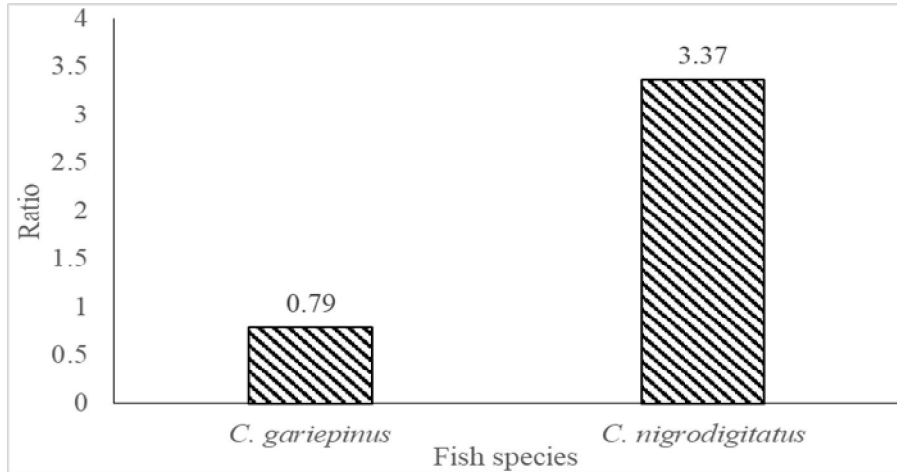 4
3.5
3
2.5
2
1.5
1
0.5
0
Ratio
0.79
3.37
C. gariepinus
C. nigrodigitatus
Fish species